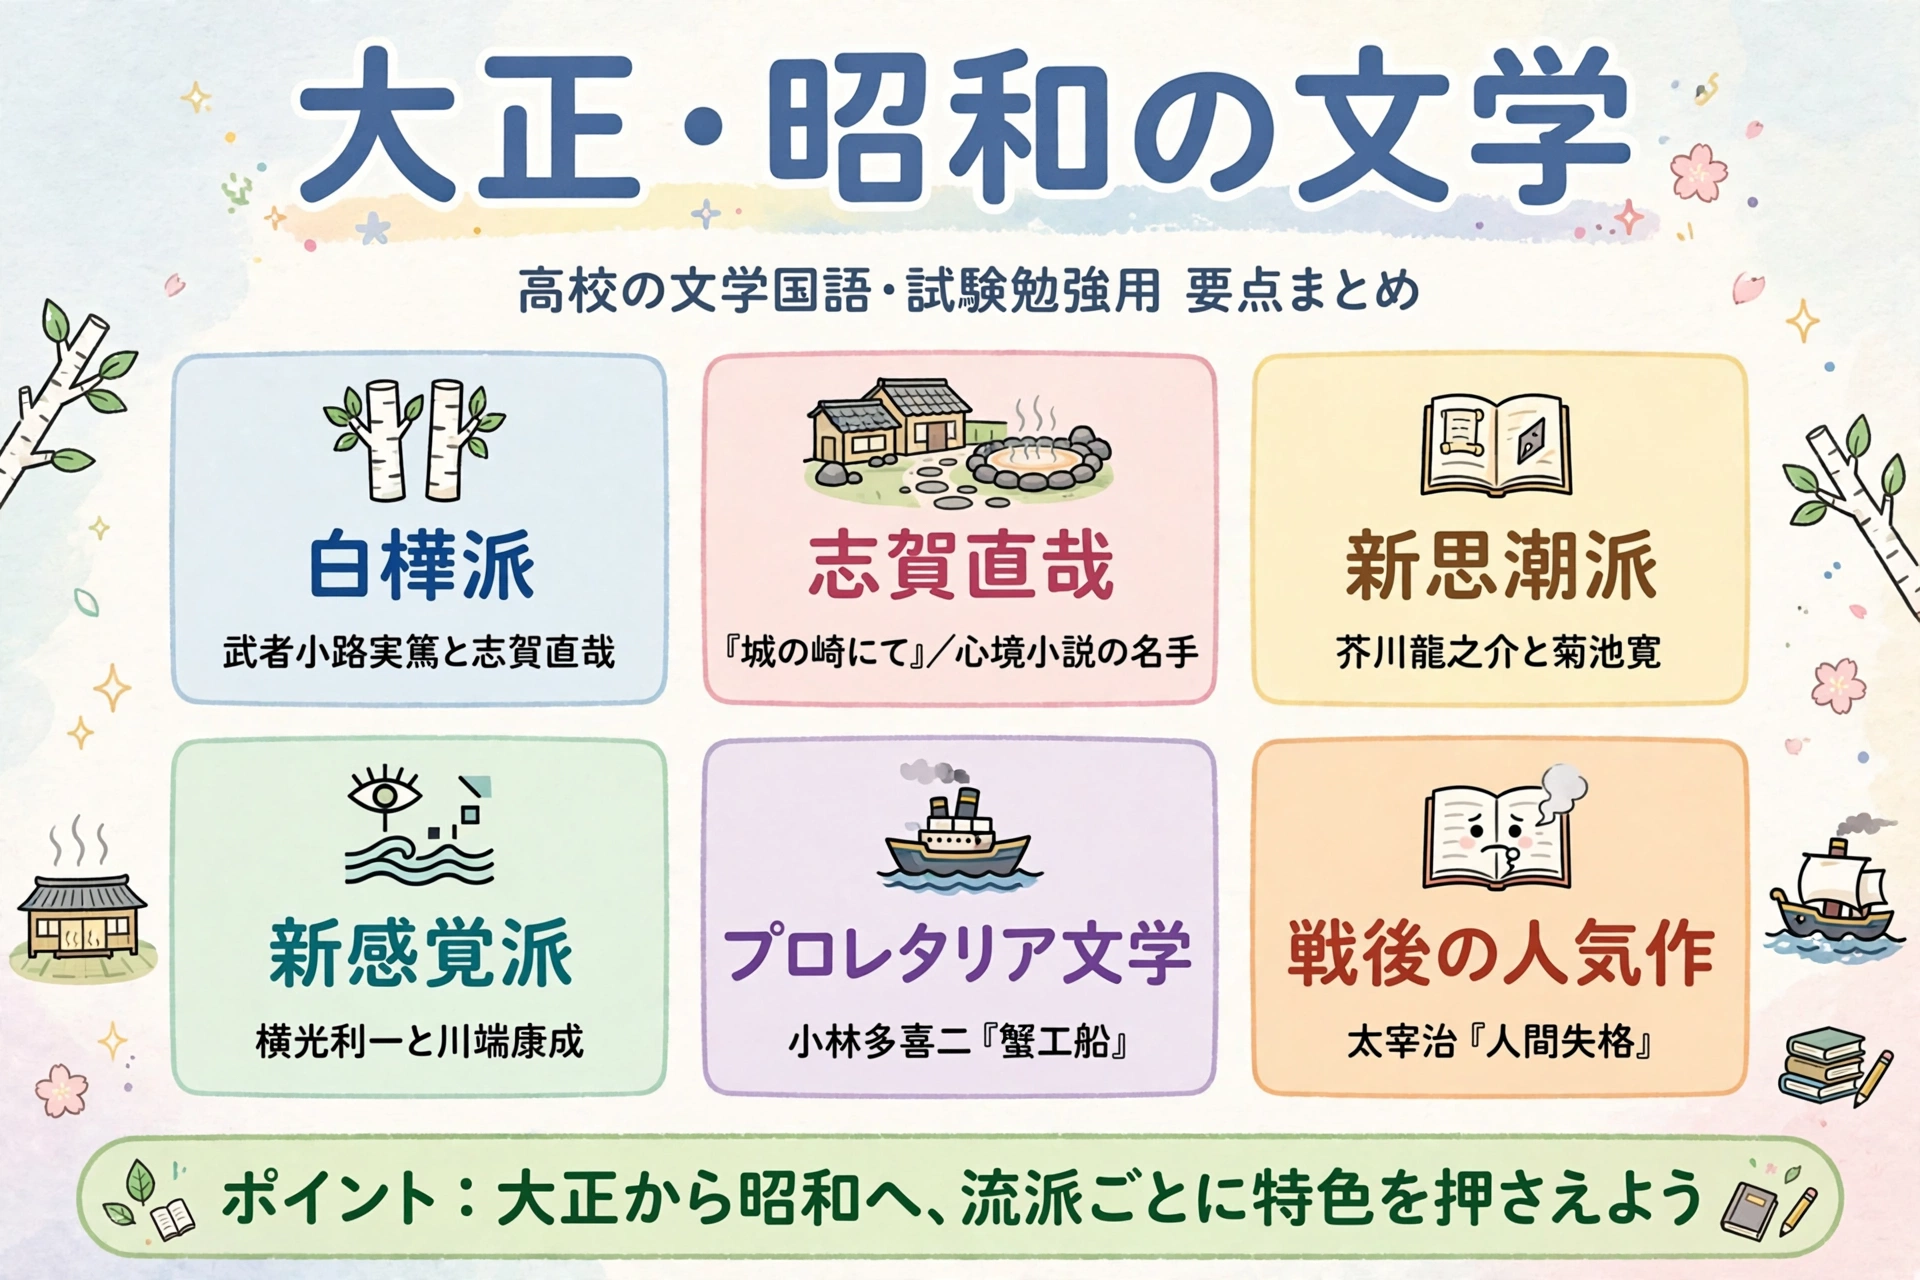 大正・昭和の文学
高校の文学国語・試験勉強用 要点まとめ
白樺派
武者小路実篤と志賀直哉
志賀直哉
『城の崎にて』／心境小説の名手
新思潮派
芥川龍之介と菊池寛
新感覚派
横光利一と川端康成
プロレタリア文学
小林多喜二『蟹工船』
戦後の人気作
太宰治『人間失格』
ポイント：大正から昭和へ、流派ごとに特色を押さえよう